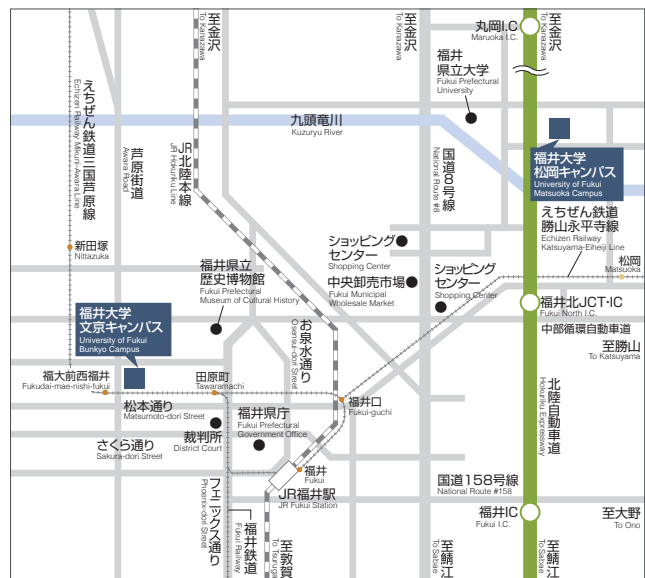 至金沢
To Kanazawa
至金沢
To Kanazawa
丸岡I.C
Maruoka I.C.
至金沢
To Kanazawa
至金沢
To Kanazawa
福井
県立大学
Fukui Prefectural
University
えちぜん鉄道三国芦原線
Echizen Railway Mikuni-Awara Line
芦原街道
Awara Road
JR北陸本線
JR Hokuriku Line
九頭竜川
Kuzuryu River
国道8号線
National Route #8
福井大学
松岡キャンパス
University of Fukui
Matsuoka Campus
えちぜん鉄道
勝山永平寺線
Echizen Railway
Katsuyama-Eiheiji Line
新田塚
Nittazuka
ショッピング
センター
Shopping Center
松岡
Matsuoka
福井県立
歴史博物館
Fukui Prefectural
Museum of Cultural History
中央卸売市場
Fukui Municipal
Wholesale Market
ショッピング
センター
Shopping Center
福井北JCT・IC
Fukui North I.C.
福井大学
文京キャンパス
University of Fukui
Bunkyo Campus
お泉水通り
Osensui-dori Street
中部循環自動車道
至勝山
To Katsuyama
福大前西福井
Fukudai-mae-nishi-fukui
田原町
Tawaramachi
福井口
Fukui-guchi
北陸自動車道
Hokuriku Expressway
松本通り
Matsumoto-dori Street
福井県庁
Fukui Prefectural
Government Office
さくら通り
Sakura-dori Street
裁判所
District Court
福井
Fukui
JR福井駅
JR Fukui Station
国道158号線
National Route #158
フェニックス通り
Phoenix-dori Street
福井鉄道
Fukui Railway
福井IC
Fukui I.C.
至大野
To Ono
至敦賀
To Tsuruga
至鯖江
To Sabae
至鯖江
To Sabae